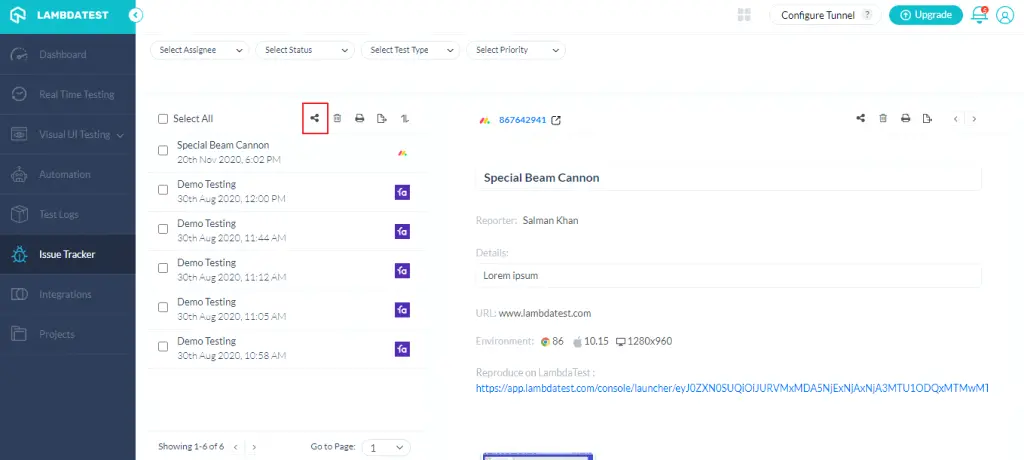 LAMBDATEST
Configure Tunnel ?
Upgrade
Dashboard
Real Time Testing
Visual UI Testing
Automation
Test Logs
Issue Tracker
Integrations
Projects
Select Assignee
Select Status
Select Test Type
Select Priority
Select All
Special Beam Cannon
20th Nov 2020, 6:02 PM
Demo Testing
30th Aug 2020, 12:00 PM
Demo Testing
30th Aug 2020, 11:44 AM
Demo Testing
30th Aug 2020, 11:12 AM
Demo Testing
30th Aug 2020, 11:05 AM
Demo Testing
30th Aug 2020, 10:58 AM
Showing 1-6 of 6
Go to Page: 1
867642941
Special Beam Cannon
Reporter: Salman Khan
Details:
Lorem ipsum
URL: www.lambdatest.com
Environment: 86 10.15 1280x960
Reproduce on LambdaTest :
https://app.lambdatest.com/console/launcher/eyJ0ZXN0SUQiOiJURVMxMDA5NjExNjAxNjA3MTU1ODQxMTMwMT